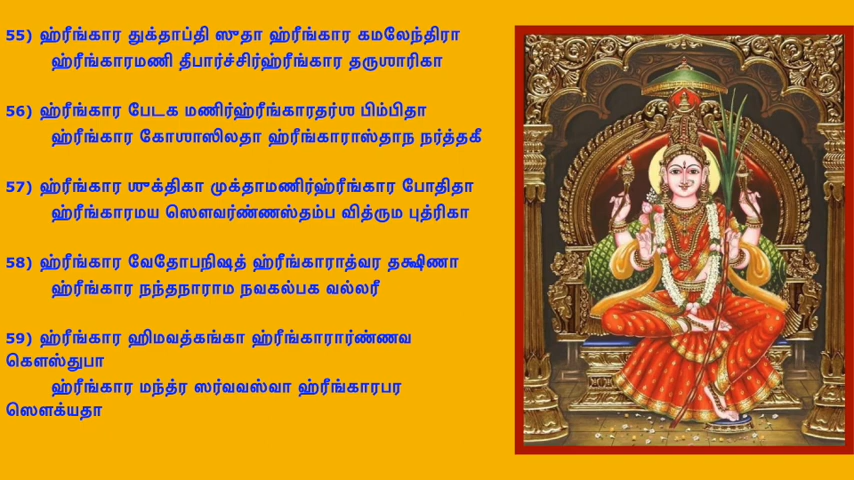 55) ஹ்ரீங்கார துக்தாப்தி ஸுதா ஹ்ரீங்கார கமலேந்திரா
ஹ்ரீங்காரமணி தீபார்ச்சிர்ஹ்ரீங்கார தருஶாரிகா
56) ஹ்ரீங்கார பேடக மணிர்ஹ்ரீங்காரதர்ஶ பிம்பிதா
ஹ்ரீங்கார கோஶாஸிலதா ஹ்ரீங்காராஸ்தாந நர்த்தகீ
57) ஹ்ரீங்கார ஶுக்திகா முக்தாமணிர்ஹ்ரீங்கார போதிதா
ஹ்ரீங்காரமய ஸௌவர்ண்ணஸ்தம்ப வித்ரும புத்ரிகா
58) ஹ்ரீங்கார வேதோபநிஷத் ஹ்ரீங்காராத்வர தக்ஷிணா
ஹ்ரீங்கார நந்தநாராம நவகல்பக வல்லரீ
59) ஹ்ரீங்கார ஹிமவத்கங்கா ஹ்ரீங்காரார்ண்ணவ
கௌஸ்துபா
ஹ்ரீங்கார மந்த்ர ஸர்வவஸ்வா ஹ்ரீங்காரபர
ஸௌக்யதா